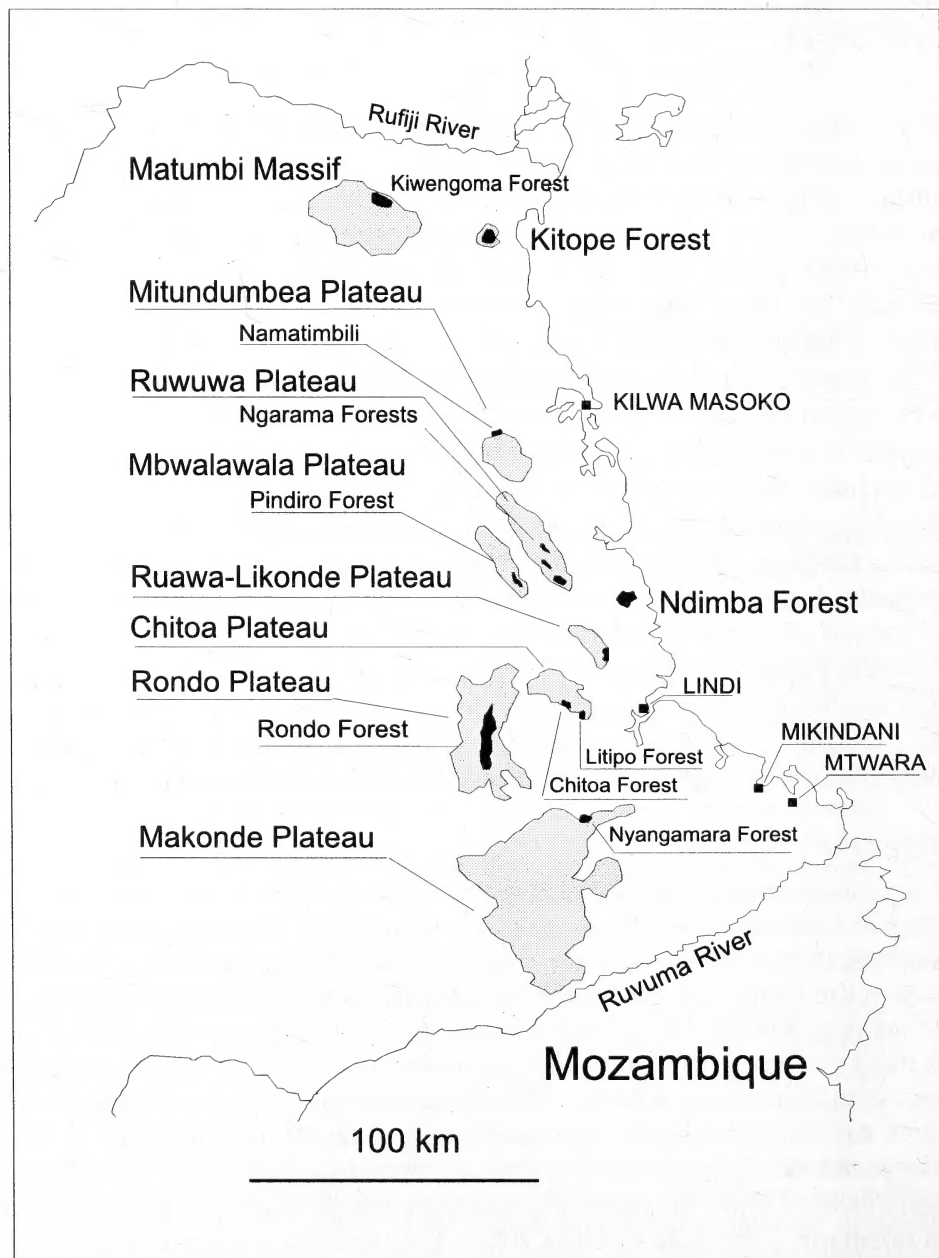 Rufiji River
Matumbi Massif
Kiwengoma Forest
Kitope Forest
Mitundumbea Plateau
Namatimbili
Ruwuwa Plateau
Ngarama Forests
KILWA MASOKO
Mbwalawala Plateau
Pindiro Forest
Ruawa-Likonde Plateau
Ndimba Forest
Chitoa Plateau
Rondo Plateau
LINDI
Rondo Forest
MIKINDANI
Litipo Forest
MTWARA
Chitoa Forest
Makonde Plateau
Nyangamara Forest
Ruvuma River
Mozambique
100 km